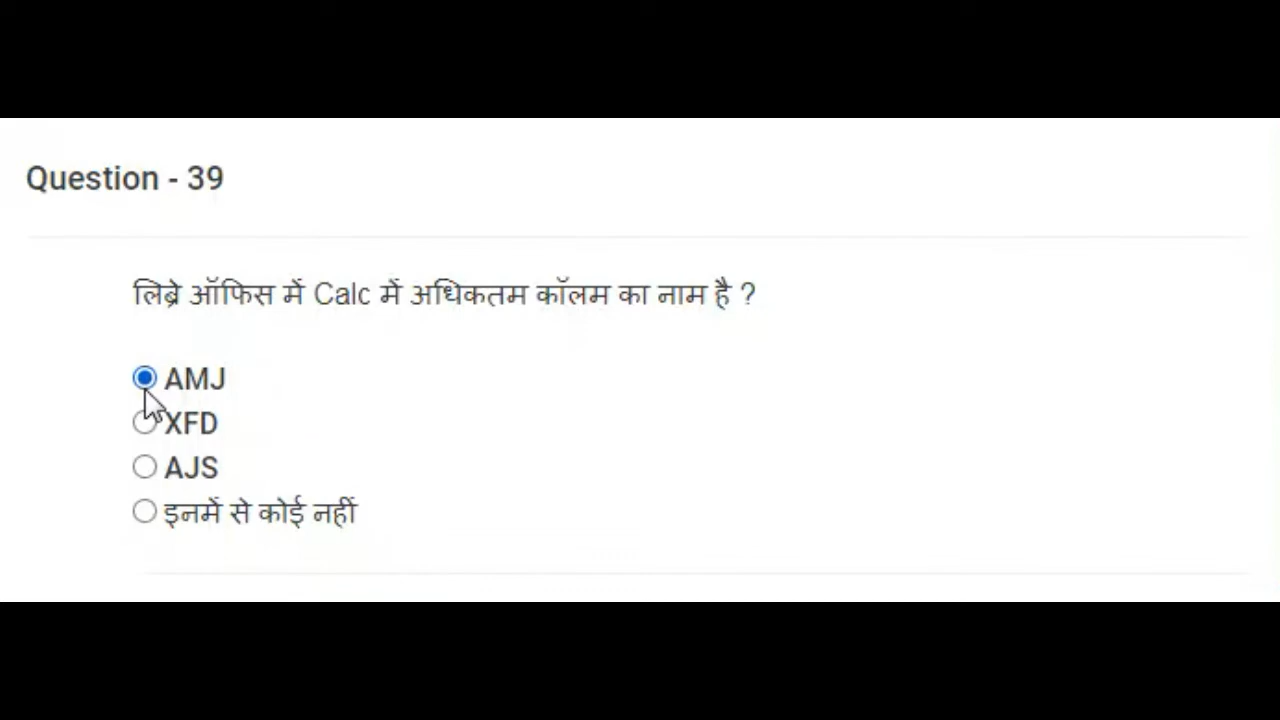 Question - 39
लिब्रे ऑफिस में Calc में अधिकतम कॉलम का नाम है ?
AMJ
XFD
AJS
इनमें से कोई नहीं